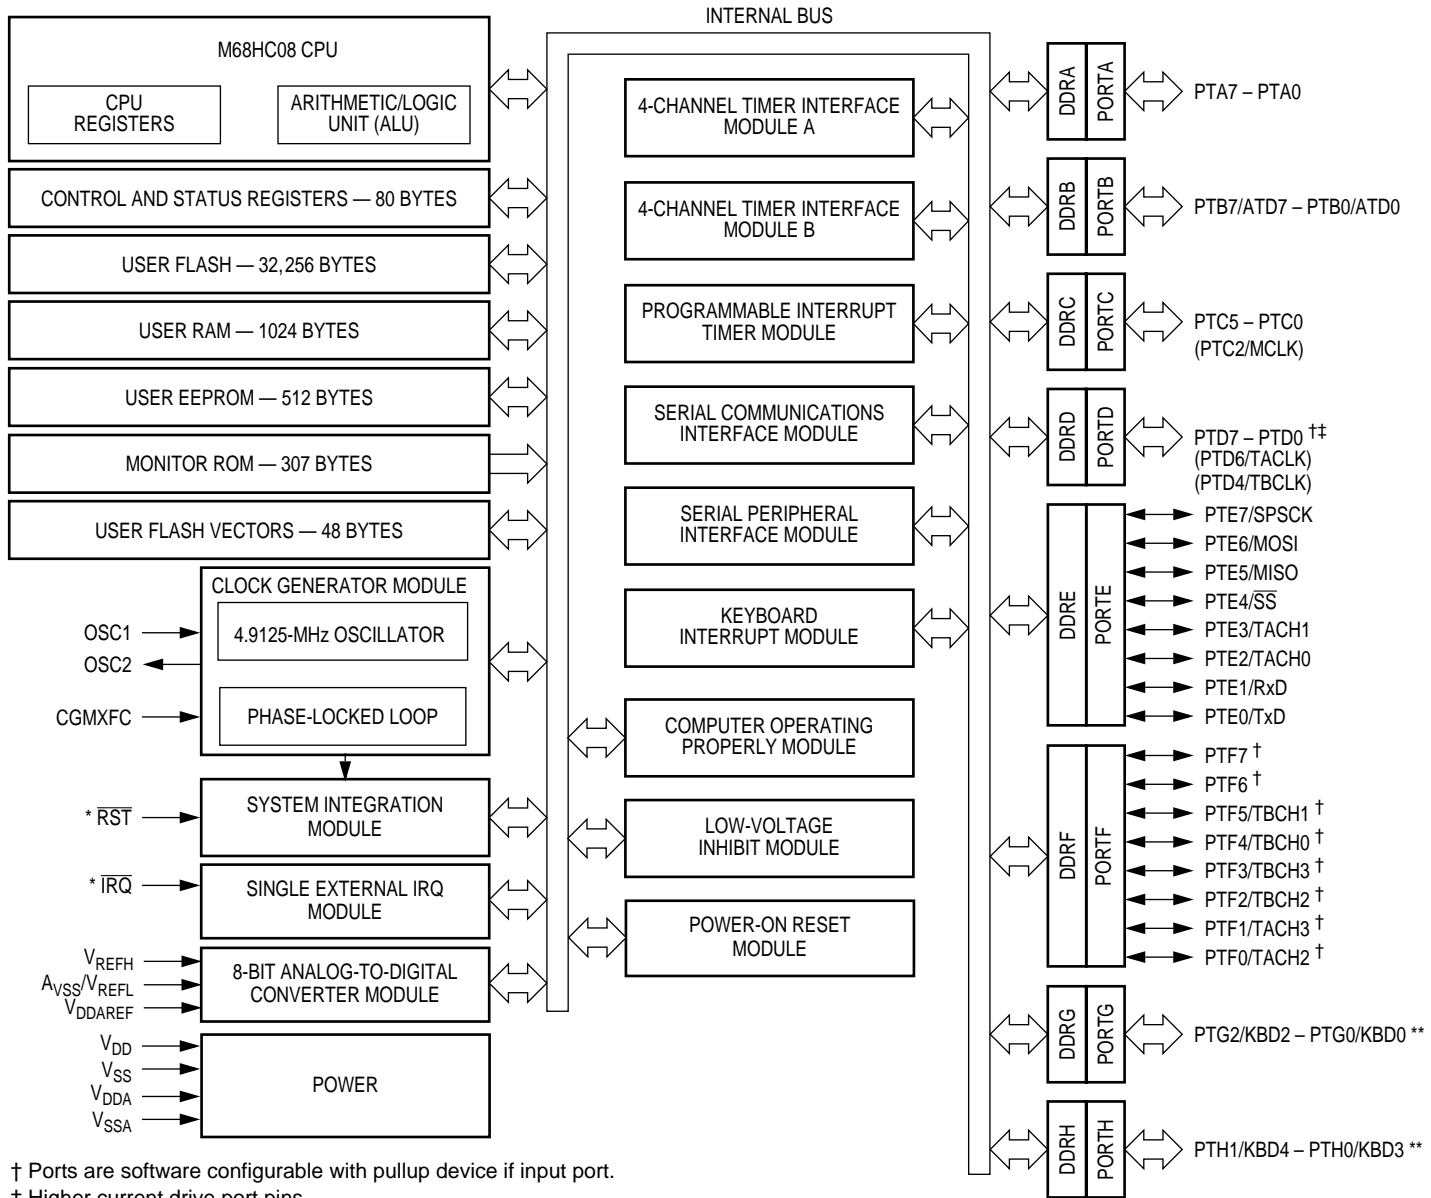 INTERNAL BUS
M68HC08 CPU
CPU
REGISTERS
ARITHMETIC/LOGIC
UNIT (ALU)
CONTROL AND STATUS REGISTERS — 80 BYTES
USER FLASH — 32,256 BYTES
USER RAM — 1024 BYTES
USER EEPROM — 512 BYTES
MONITOR ROM — 307 BYTES
USER FLASH VECTORS — 48 BYTES
CLOCK GENERATOR MODULE
4.9125-MHz OSCILLATOR
PHASE-LOCKED LOOP
OSC1
OSC2
CGMXFC
SYSTEM INTEGRATION
MODULE
* R̅S̅T̅
SINGLE EXTERNAL IRQ
MODULE
* I̅R̅Q̅
8-BIT ANALOG-TO-DIGITAL
CONVERTER MODULE
VREFH
AVSS/VREFL
VDDAREF
POWER
VDD
VSS
VDDA
VSSA
4-CHANNEL TIMER INTERFACE
MODULE A
4-CHANNEL TIMER INTERFACE
MODULE B
PROGRAMMABLE INTERRUPT
TIMER MODULE
SERIAL COMMUNICATIONS
INTERFACE MODULE
SERIAL PERIPHERAL
INTERFACE MODULE
KEYBOARD
INTERRUPT MODULE
COMPUTER OPERATING
PROPERLY MODULE
LOW-VOLTAGE
INHIBIT MODULE
POWER-ON RESET
MODULE
DDRA
PORTA
PTA7 – PTA0
DDRB
PORTB
PTB7/ATD7 – PTB0/ATD0
DDRC
PORTC
PTC5 – PTC0
(PTC2/MCLK)
DDRD
PORTD
PTD7 – PTD0 †‡
(PTD6/TACLK)
(PTD4/TBCLK)
DDRE
PORTE
PTE7/SPSCK
PTE6/MOSI
PTE5/MISO
PTE4/S̅S̅
PTE3/TACH1
PTE2/TACH0
PTE1/RxD
PTE0/TxD
DDRF
PORTF
PTF7 †
PTF6 †
PTF5/TBCH1 †
PTF4/TBCH0 †
PTF3/TBCH3 †
PTF2/TBCH2 †
PTF1/TACH3 †
PTF0/TACH2 †
DDRG
PORTG
PTG2/KBD2 – PTG0/KBD0 **
DDRH
PORTH
PTH1/KBD4 – PTH0/KBD3 **
† Ports are software configurable with pullup device if input port.
‡ Higher current drive port pins